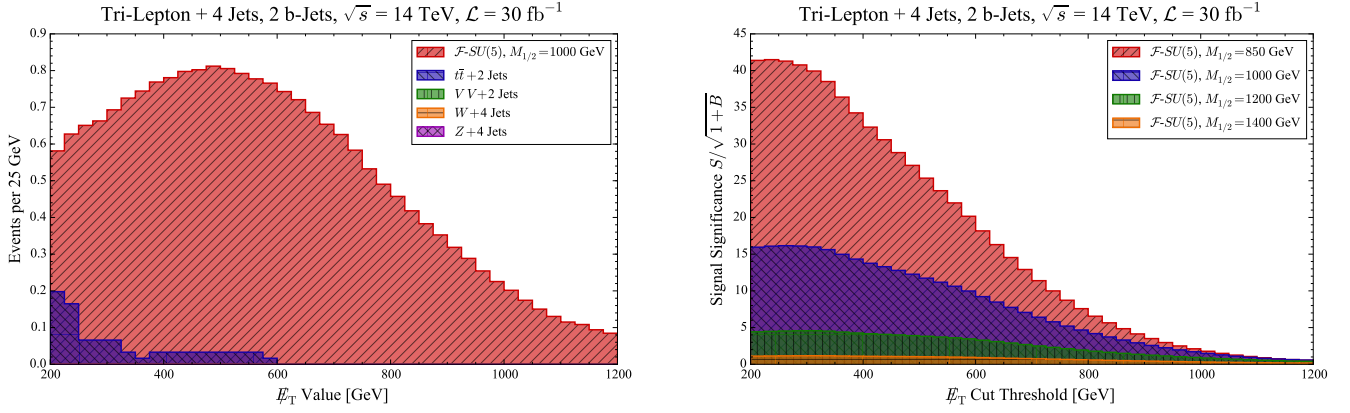 Tri-Lepton + 4 Jets, 2 b-Jets, √s = 14 TeV, ℒ = 30 fb⁻¹
Events per 25 GeV
0.9
0.8
0.7
0.6
0.5
0.4
0.3
0.2
0.1
0.0
ℱ-SU(5), M₁/₂=1000 GeV
tt̄+2 Jets
V V+2 Jets
W+4 Jets
Z+4 Jets
200 400 600 800 1000 1200
E̸_T Value [GeV]
Tri-Lepton + 4 Jets, 2 b-Jets, √s = 14 TeV, ℒ = 30 fb⁻¹
Signal Significance S/√1+B
45
40
35
30
25
20
15
10
5
0
ℱ-SU(5), M₁/₂=850 GeV
ℱ-SU(5), M₁/₂=1000 GeV
ℱ-SU(5), M₁/₂=1200 GeV
ℱ-SU(5), M₁/₂=1400 GeV
200 400 600 800 1000 1200
E̸_T Cut Threshold [GeV]